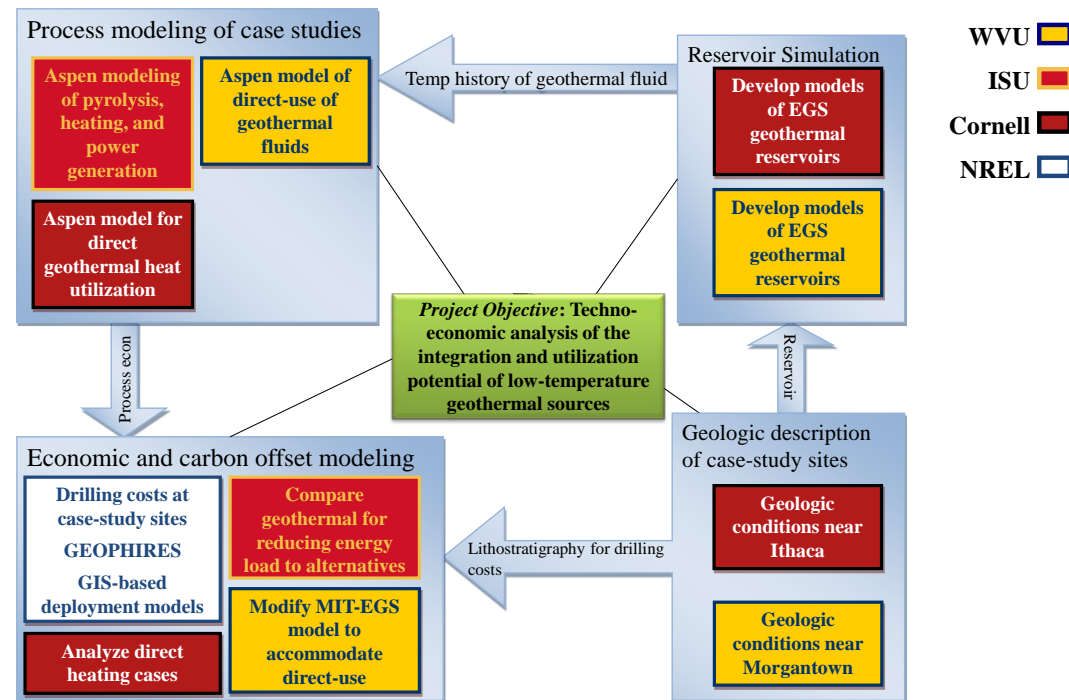 Process modeling of case studies
Aspen modeling
of pyrolysis,
heating, and
power
generation
Aspen model of
direct-use of
geothermal
fluids
Aspen model for
direct
geothermal heat
utilization
Temp history of geothermal fluid
Reservoir Simulation
Develop models
of EGS
geothermal
reservoirs
Develop models
of EGS
geothermal
reservoirs
WVU
ISU
Cornell
NREL
Project Objective: Techno-
economic analysis of the
integration and utilization
potential of low-temperature
geothermal sources
Process econ
Reservoir
Economic and carbon offset modeling
Drilling costs at
case-study sites
GEOPHIRES
GIS-based
deployment models
Compare
geothermal for
reducing energy
load to alternatives
Analyze direct
heating cases
Modify MIT-EGS
model to
accommodate
direct-use
Lithostratigraphy for drilling
costs
Geologic description
of case-study sites
Geologic
conditions near
Ithaca
Geologic
conditions near
Morgantown